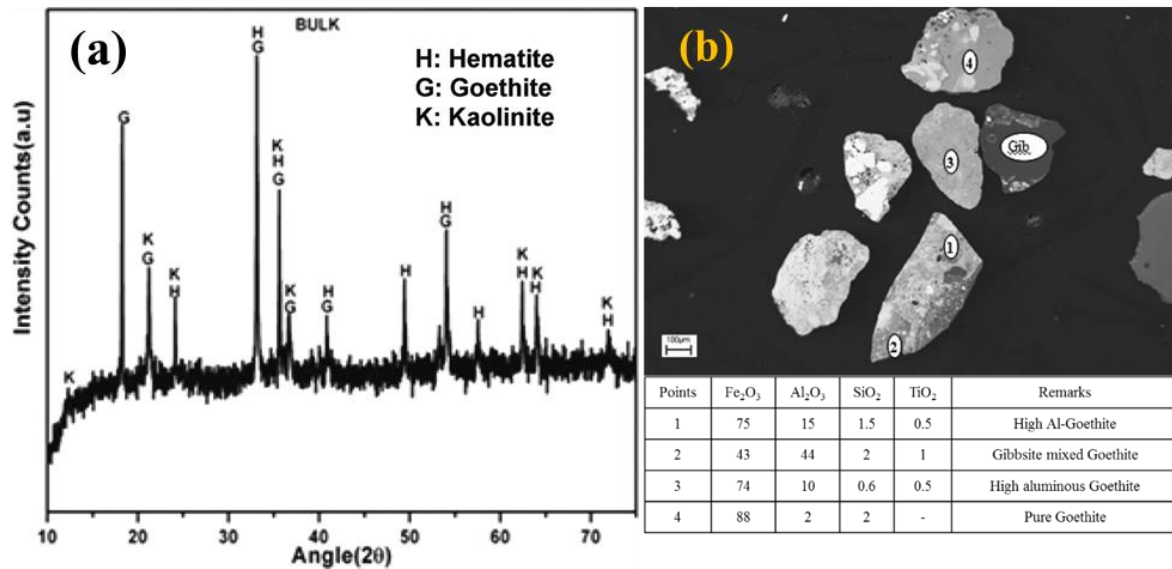 (a)
BULK
H: Hematite
G: Goethite
K: Kaolinite
Intensity Counts(a.u)
G
K
G
K
H
H
G
K
H
G
K
G
H
G
H
H
G
H
K
H
K
H
K
H
K
10 20 30 40 50 60 70
Angle(2θ)
(b)
4
3
Gib
1
2
100µm
Points Fe₂O₃ Al₂O₃ SiO₂ TiO₂ Remarks
1 75 15 1.5 0.5 High Al-Goethite
2 43 44 2 1 Gibbsite mixed Goethite
3 74 10 0.6 0.5 High aluminous Goethite
4 88 2 2 - Pure Goethite